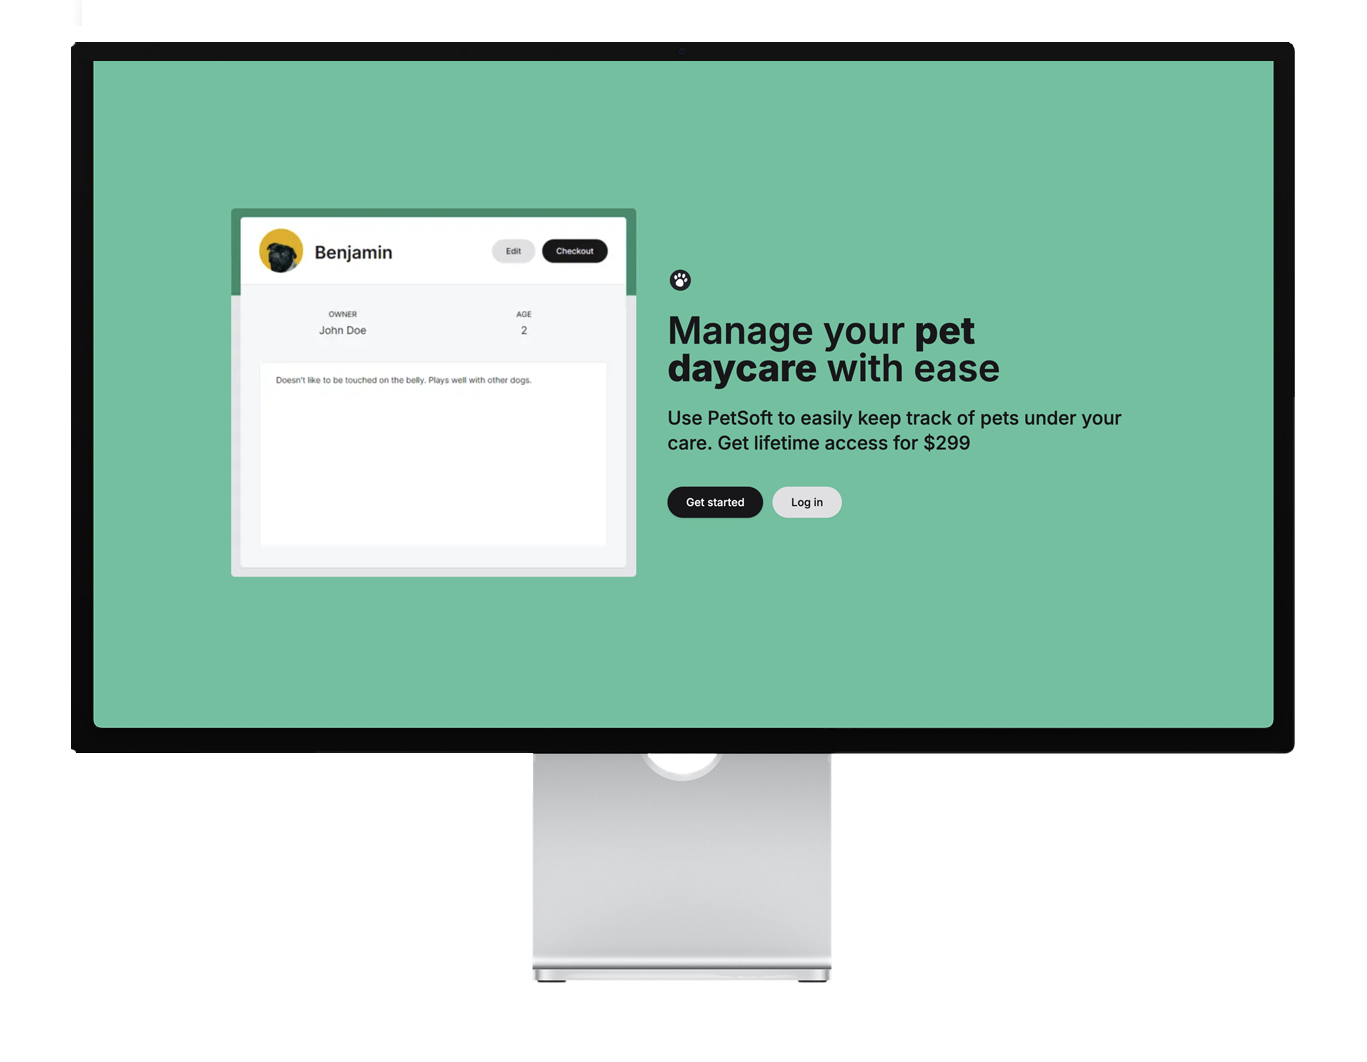 Benjamin
Edit
Checkout
OWNER
AGE
John Doe
2
Doesn't like to be touched on the belly. Plays well with other dogs.
Manage your pet
daycare with ease
Use PetSoft to easily keep track of pets under your
care. Get lifetime access for $299
Get started
Log in